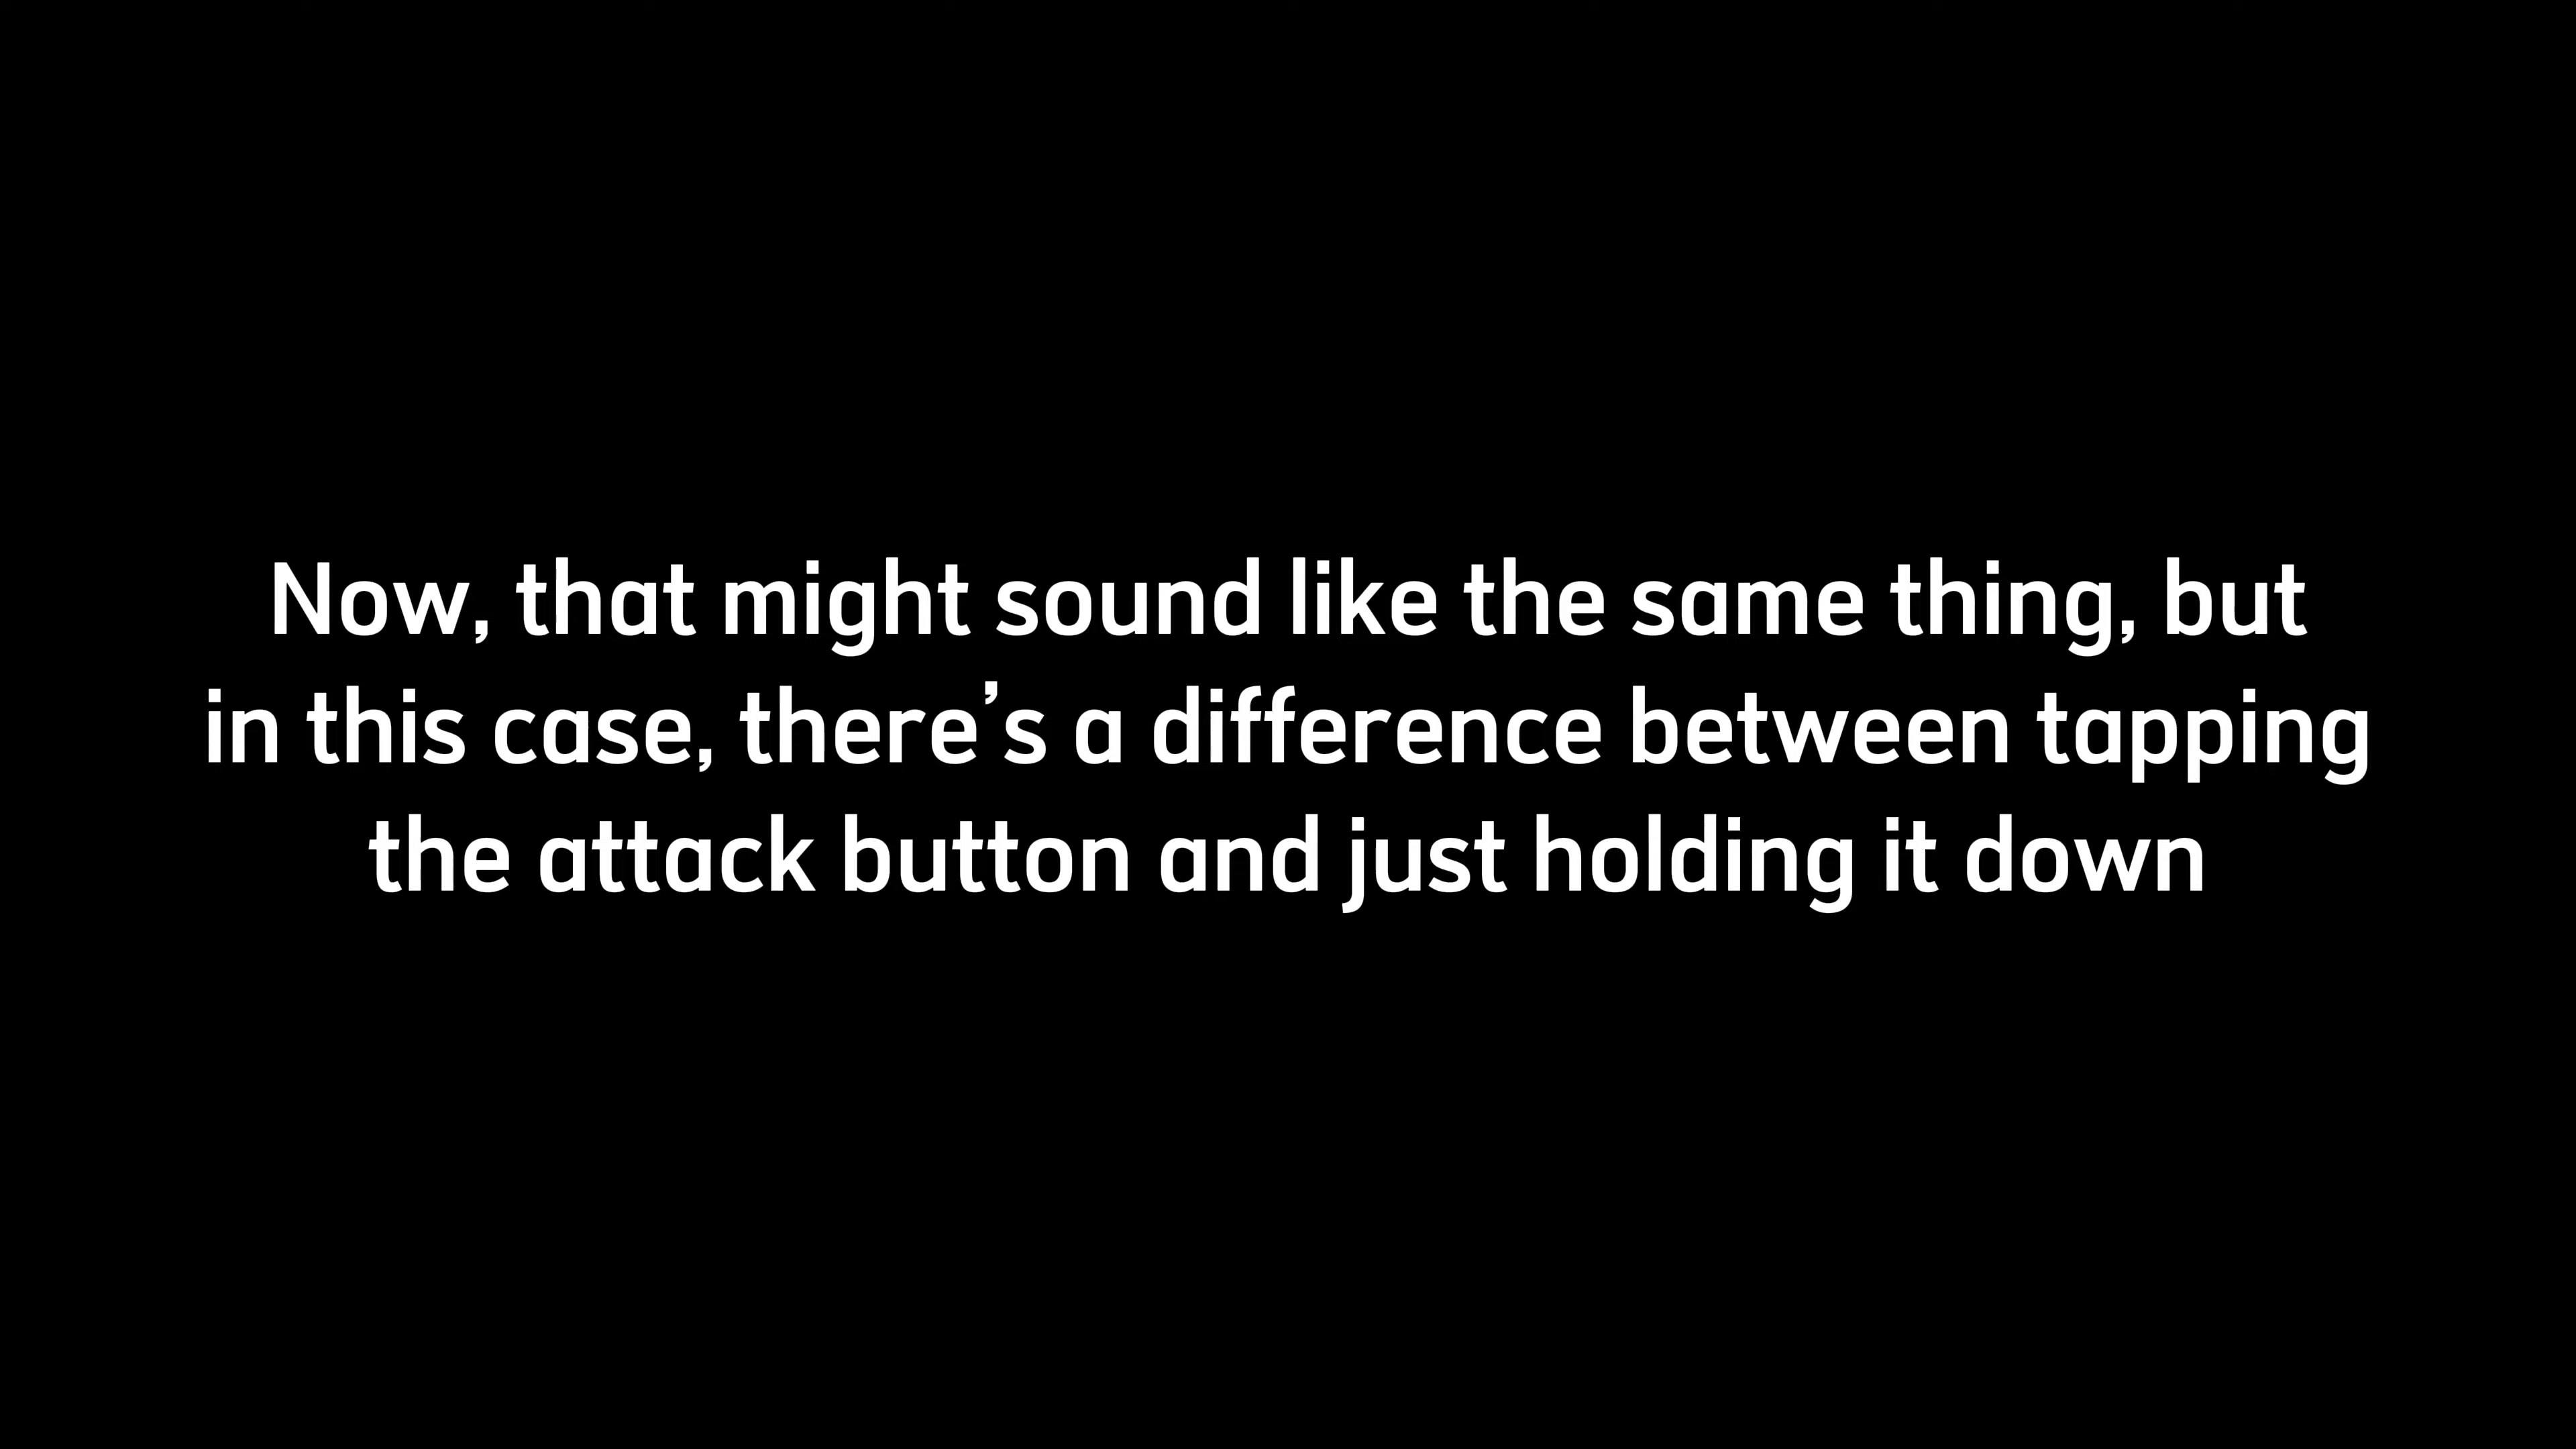 Now, that might sound like the same thing, but
in this case, there’s a difference between tapping
the attack button and just holding it down